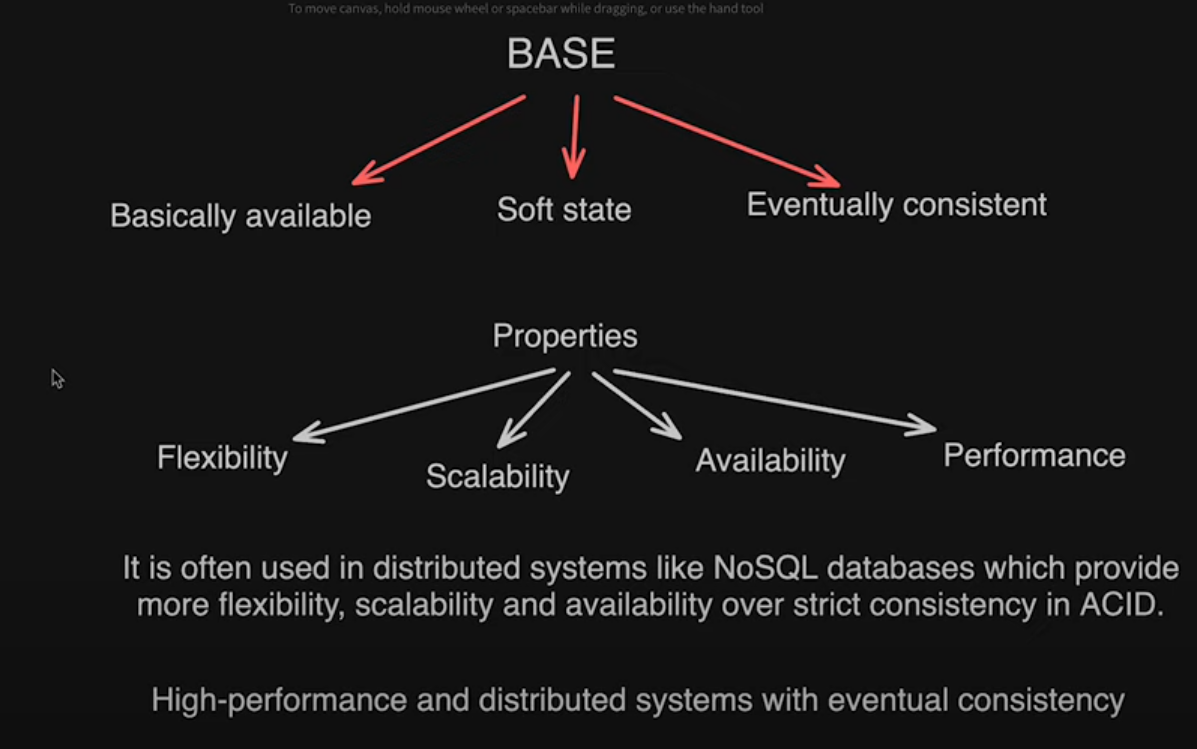 To move canvas, hold mouse wheel or spacebar while dragging, or use the hand tool
BASE
Basically available
Soft state
Eventually consistent
Properties
Flexibility
Scalability
Availability
Performance
It is often used in distributed systems like NoSQL databases which provide
more flexibility, scalability and availability over strict consistency in ACID.
High-performance and distributed systems with eventual consistency